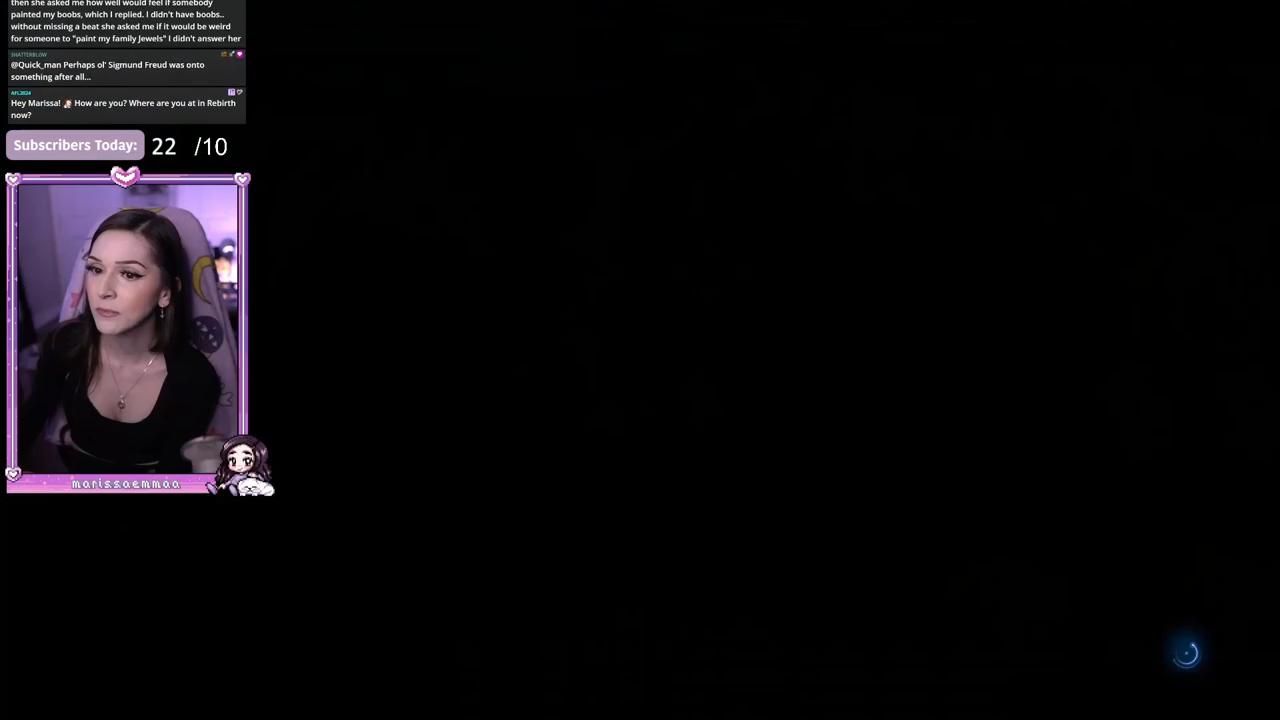 then she asked me how well would feel if somebody
painted my boobs, which I replied. I didn't have boobs..
without missing a beat she asked me if it would be weird
for someone to "paint my family Jewels" I didn't answer her
SHATTERBLOW
@Quick_man Perhaps ol' Sigmund Freud was onto
something after all...
AFL2024
Hey Marissa! How are you? Where are you at in Rebirth
now?
Subscribers Today: 22 /10
marissaemmaa